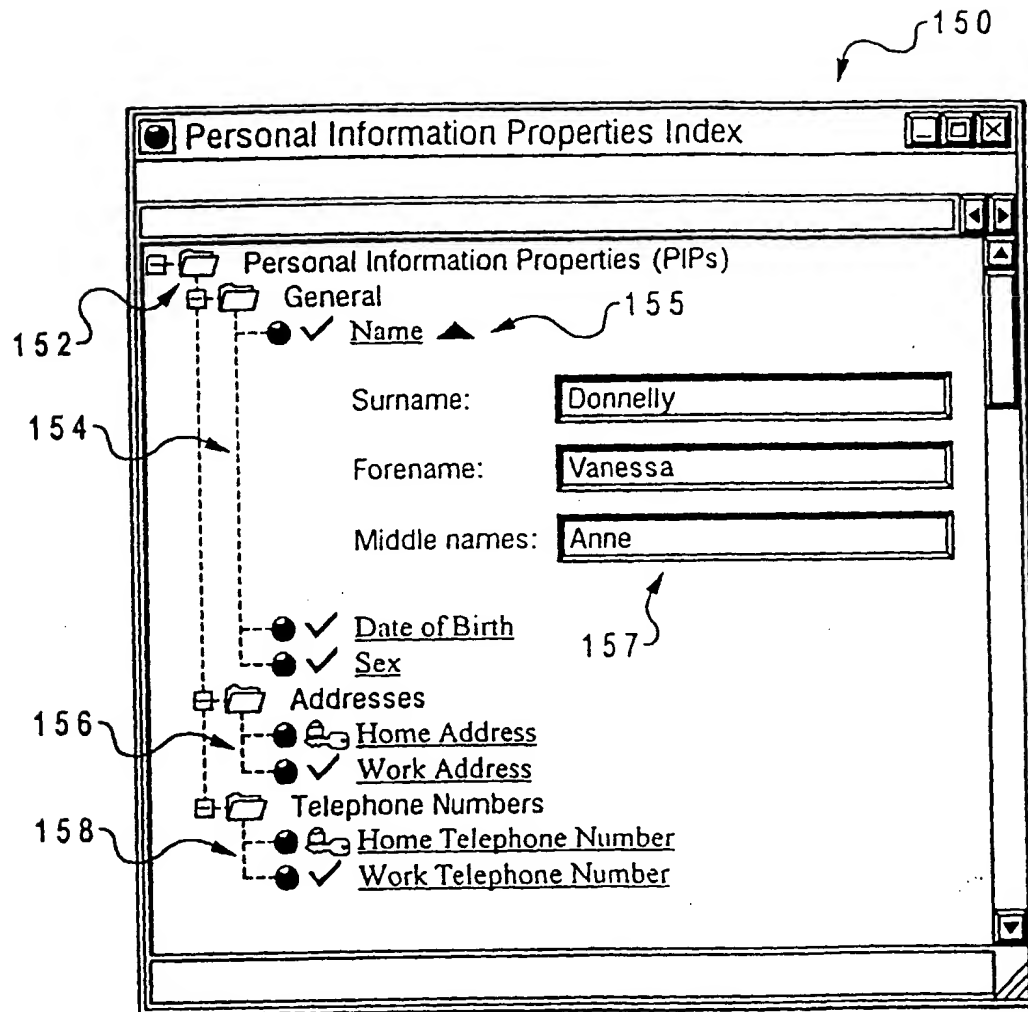 150
Personal Information Properties Index
Personal Information Properties (PIPs)
General
155
152
Name
Surname: Donnelly
154
Forename: Vanessa
Middle names: Anne
Date of Birth
157
Sex
Addresses
156
Home Address
Work Address
Telephone Numbers
158
Home Telephone Number
Work Telephone Number